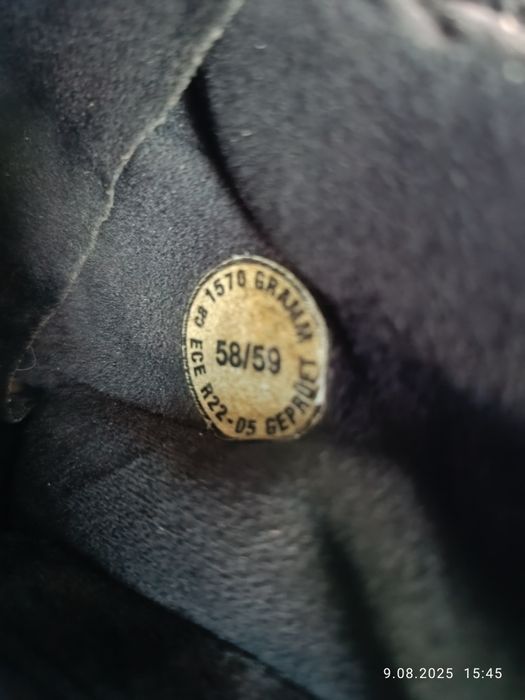 ca 1570 GRAMM
58/59
ECE R22-05 GEPRÜFT
9.08.2025 15:45